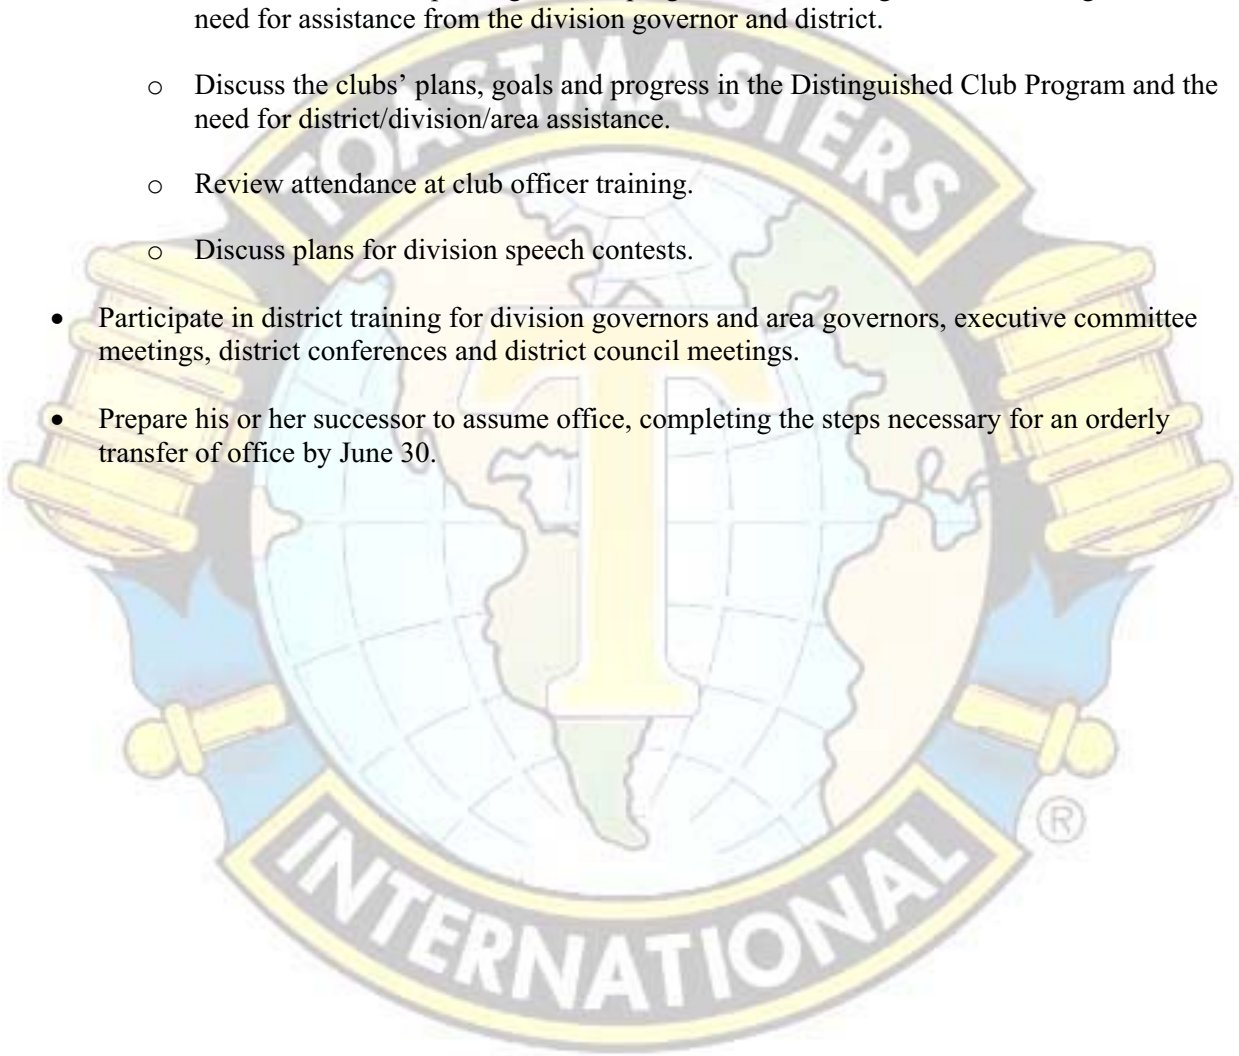 need for assistance from the division governor and district.
o Discuss the clubs’ plans, goals and progress in the Distinguished Club Program and the
need for district/division/area assistance.
o Review attendance at club officer training.
o Discuss plans for division speech contests.
• Participate in district training for division governors and area governors, executive committee
meetings, district conferences and district council meetings.
• Prepare his or her successor to assume office, completing the steps necessary for an orderly
transfer of office by June 30.
TOASTMASTERS
T
INTERNATIONAL
®